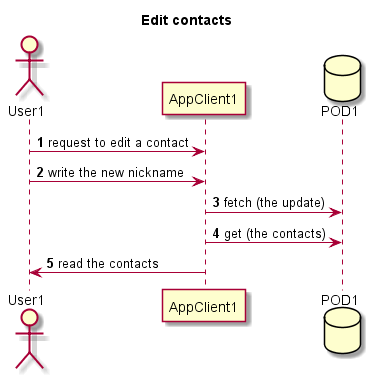 Edit contacts
User1
AppClient1
POD1
1 request to edit a contact
2 write the new nickname
3 fetch (the update)
4 get (the contacts)
5 read the contacts
User1
AppClient1
POD1